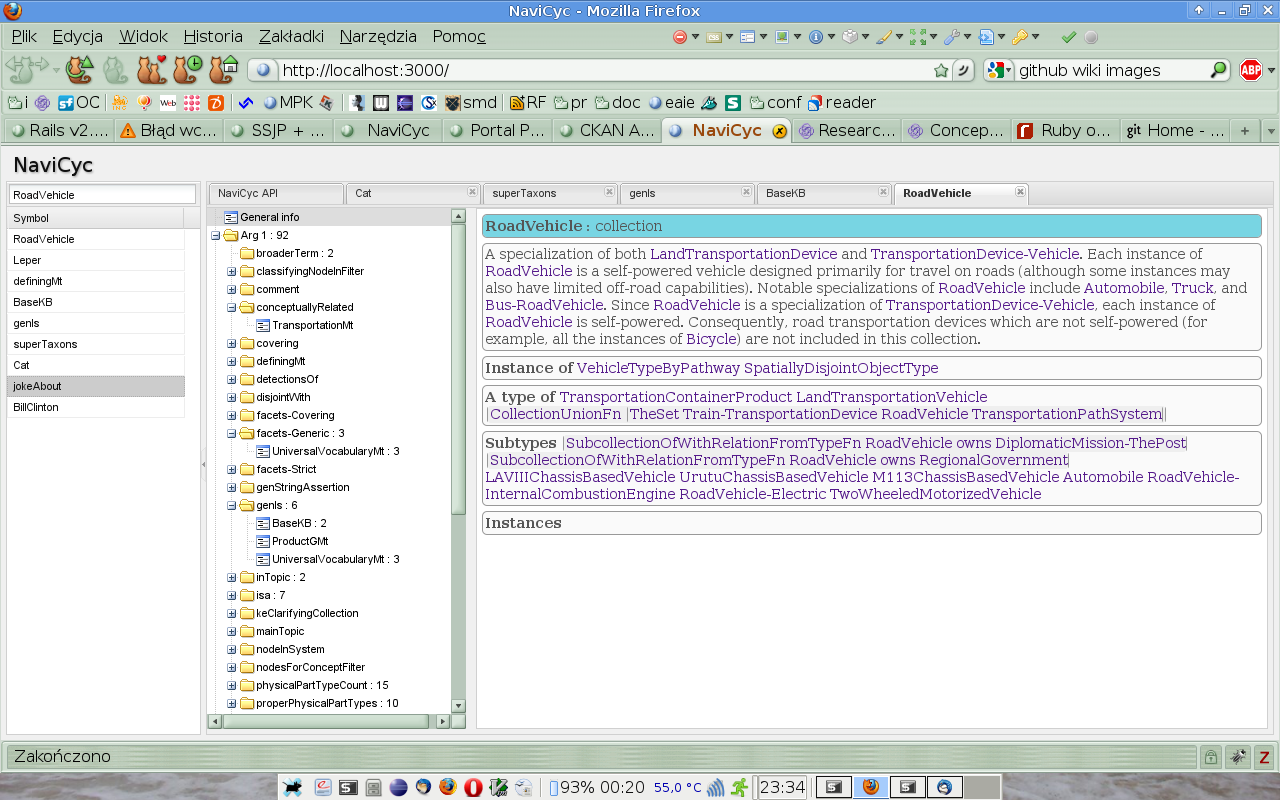 NaviCyc - Mozilla Firefox
Plik Edycja Widok Historia Zakładki Narzędzia Pomoc
http://localhost:3000/ github wiki images ABP
i OC Web MPK smd RF pr doc eaie S conf reader
Rails v2.... Błąd wc... SSJP + ... NaviCyc Portal P... CKAN A... NaviCyc Researc... Concep... Ruby o... git Home - ...
NaviCyc
RoadVehicle
Symbol
RoadVehicle
Leper
definingMt
BaseKB
genls
superTaxons
Cat
jokeAbout
BillClinton
NaviCyc API Cat superTaxons genls BaseKB RoadVehicle
General info
Arg 1 : 92
broaderTerm : 2
classifyingNodeInFilter
comment
conceptuallyRelated
TransportationMt
covering
definingMt
detectionsOf
disjointWith
facets-Covering
facets-Generic : 3
UniversalVocabularyMt : 3
facets-Strict
genStringAssertion
genls : 6
BaseKB : 2
ProductGMt
UniversalVocabularyMt : 3
inTopic : 2
isa : 7
keClarifyingCollection
mainTopic
nodeInSystem
nodesForConceptFilter
physicalPartTypeCount : 15
properPhysicalPartTypes : 10
RoadVehicle : collection
A specialization of both LandTransportationDevice and TransportationDevice-Vehicle. Each instance of
RoadVehicle is a self-powered vehicle designed primarily for travel on roads (although some instances may
also have limited off-road capabilities). Notable specializations of RoadVehicle include Automobile, Truck, and
Bus-RoadVehicle. Since RoadVehicle is a specialization of TransportationDevice-Vehicle, each instance of
RoadVehicle is self-powered. Consequently, road transportation devices which are not self-powered (for
example, all the instances of Bicycle) are not included in this collection.
Instance of VehicleTypeByPathway SpatiallyDisjointObjectType
A type of TransportationContainerProduct LandTransportationVehicle
|CollectionUnionFn |TheSet Train-TransportationDevice RoadVehicle TransportationPathSystem||
Subtypes |SubcollectionOfWithRelationFromTypeFn RoadVehicle owns DiplomaticMission-ThePost|
|SubcollectionOfWithRelationFromTypeFn RoadVehicle owns RegionalGovernment|
LAVIIIChassisBasedVehicle UrutuChassisBasedVehicle M113ChassisBasedVehicle Automobile RoadVehicle-
InternalCombustionEngine RoadVehicle-Electric TwoWheeledMotorizedVehicle
Instances
Zakończono
Z
93% 00:20 55,0 °C 23:34